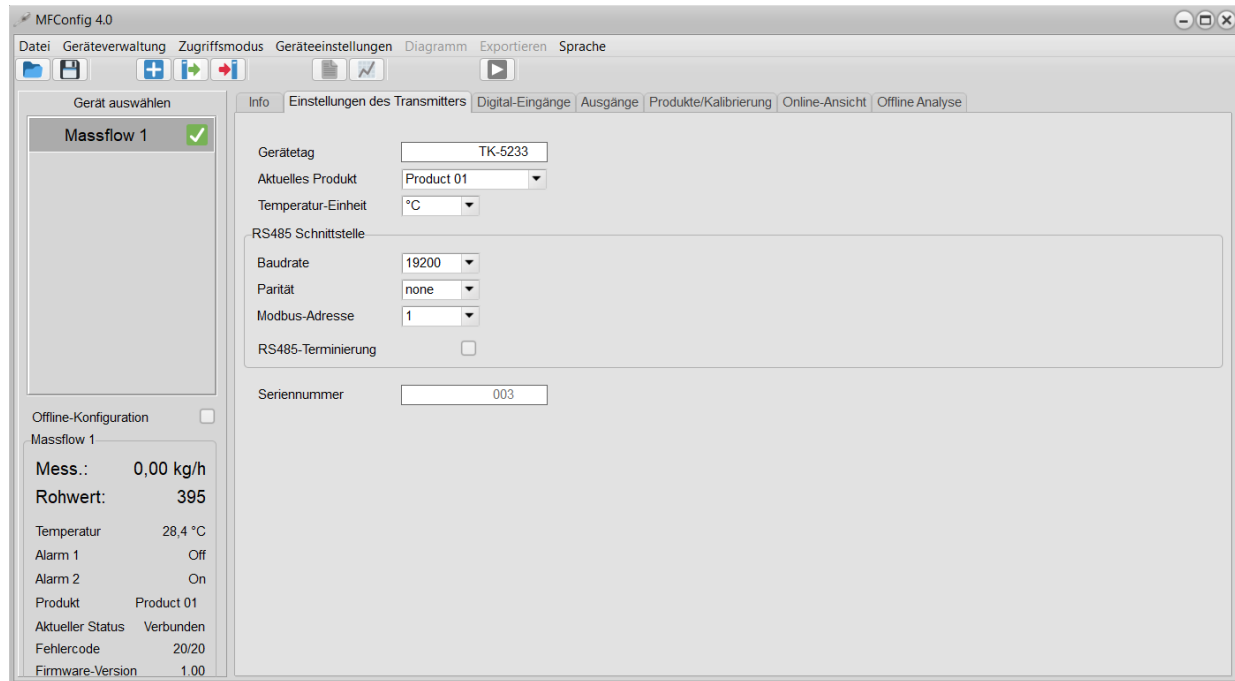 MFConfig 4.0
Datei Geräteverwaltung Zugriffsmodus Geräteeinstellungen Diagramm Exportieren Sprache
Gerät auswählen
Massflow 1
Offline-Konfiguration
Massflow 1
Mess.: 0,00 kg/h
Rohwert: 395
Temperatur 28,4 °C
Alarm 1 Off
Alarm 2 On
Produkt Product 01
Aktueller Status Verbunden
Fehlercode 20/20
Firmware-Version 1.00
Info Einstellungen des Transmitters Digital-Eingänge Ausgänge Produkte/Kalibrierung Online-Ansicht Offline Analyse
Gerätetag TK-5233
Aktuelles Produkt Product 01
Temperatur-Einheit °C
RS485 Schnittstelle
Baudrate 19200
Parität none
Modbus-Adresse 1
RS485-Terminierung
Seriennummer 003